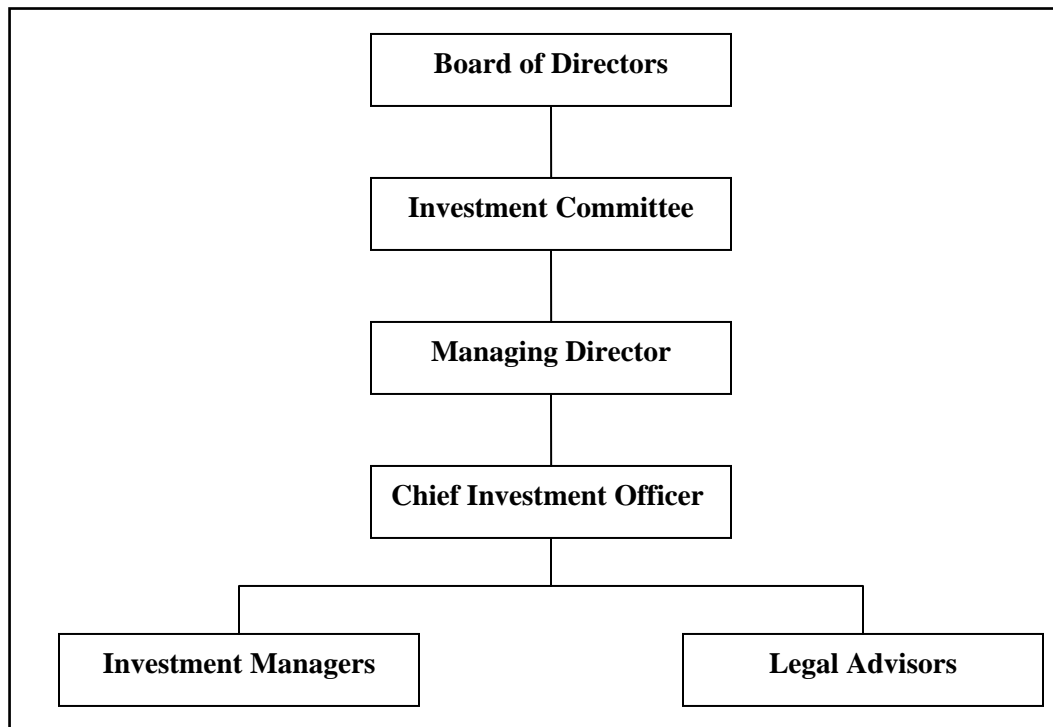 Board of Directors
Investment Committee
Managing Director
Chief Investment Officer
Investment Managers
Legal Advisors